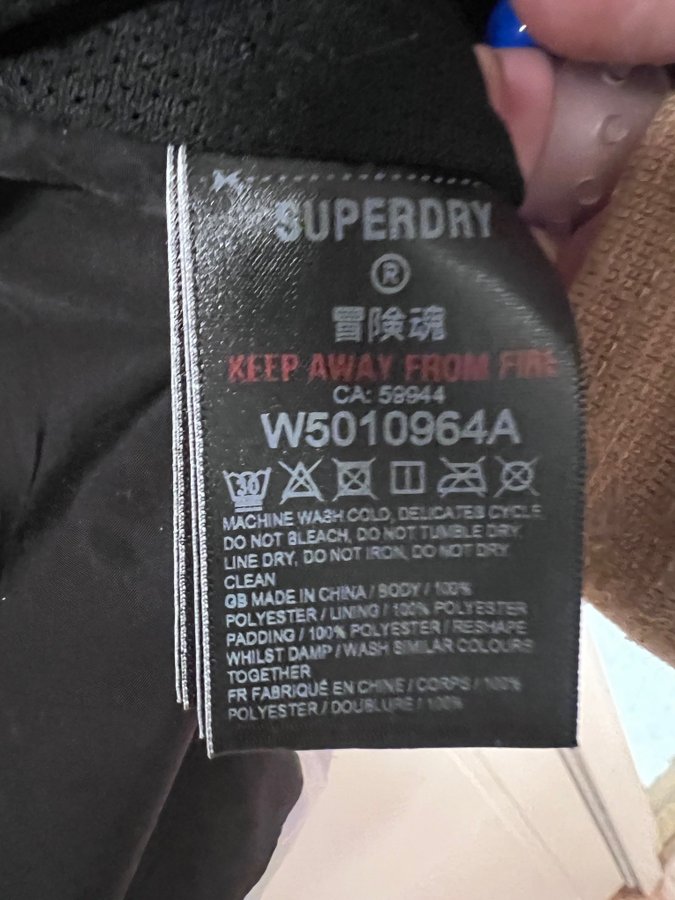 SUPERDRY
®
冒険魂
KEEP AWAY FROM FIRE
CA: 59944
W5010964A
30
MACHINE WASH COLD, DELICATES CYCLE
DO NOT BLEACH, DO NOT TUMBLE DRY.
LINE DRY, DO NOT IRON, DO NOT DRY
CLEAN
GB MADE IN CHINA / BODY / 100%
POLYESTER / LINING / 100% POLYESTER
PADDING / 100% POLYESTER / RESHAPE
WHILST DAMP / WASH SIMILAR COLOURS
TOGETHER
FR FABRIQUÉ EN CHINE / CORPS / 100%
POLYESTER / DOUBLURE / 100%